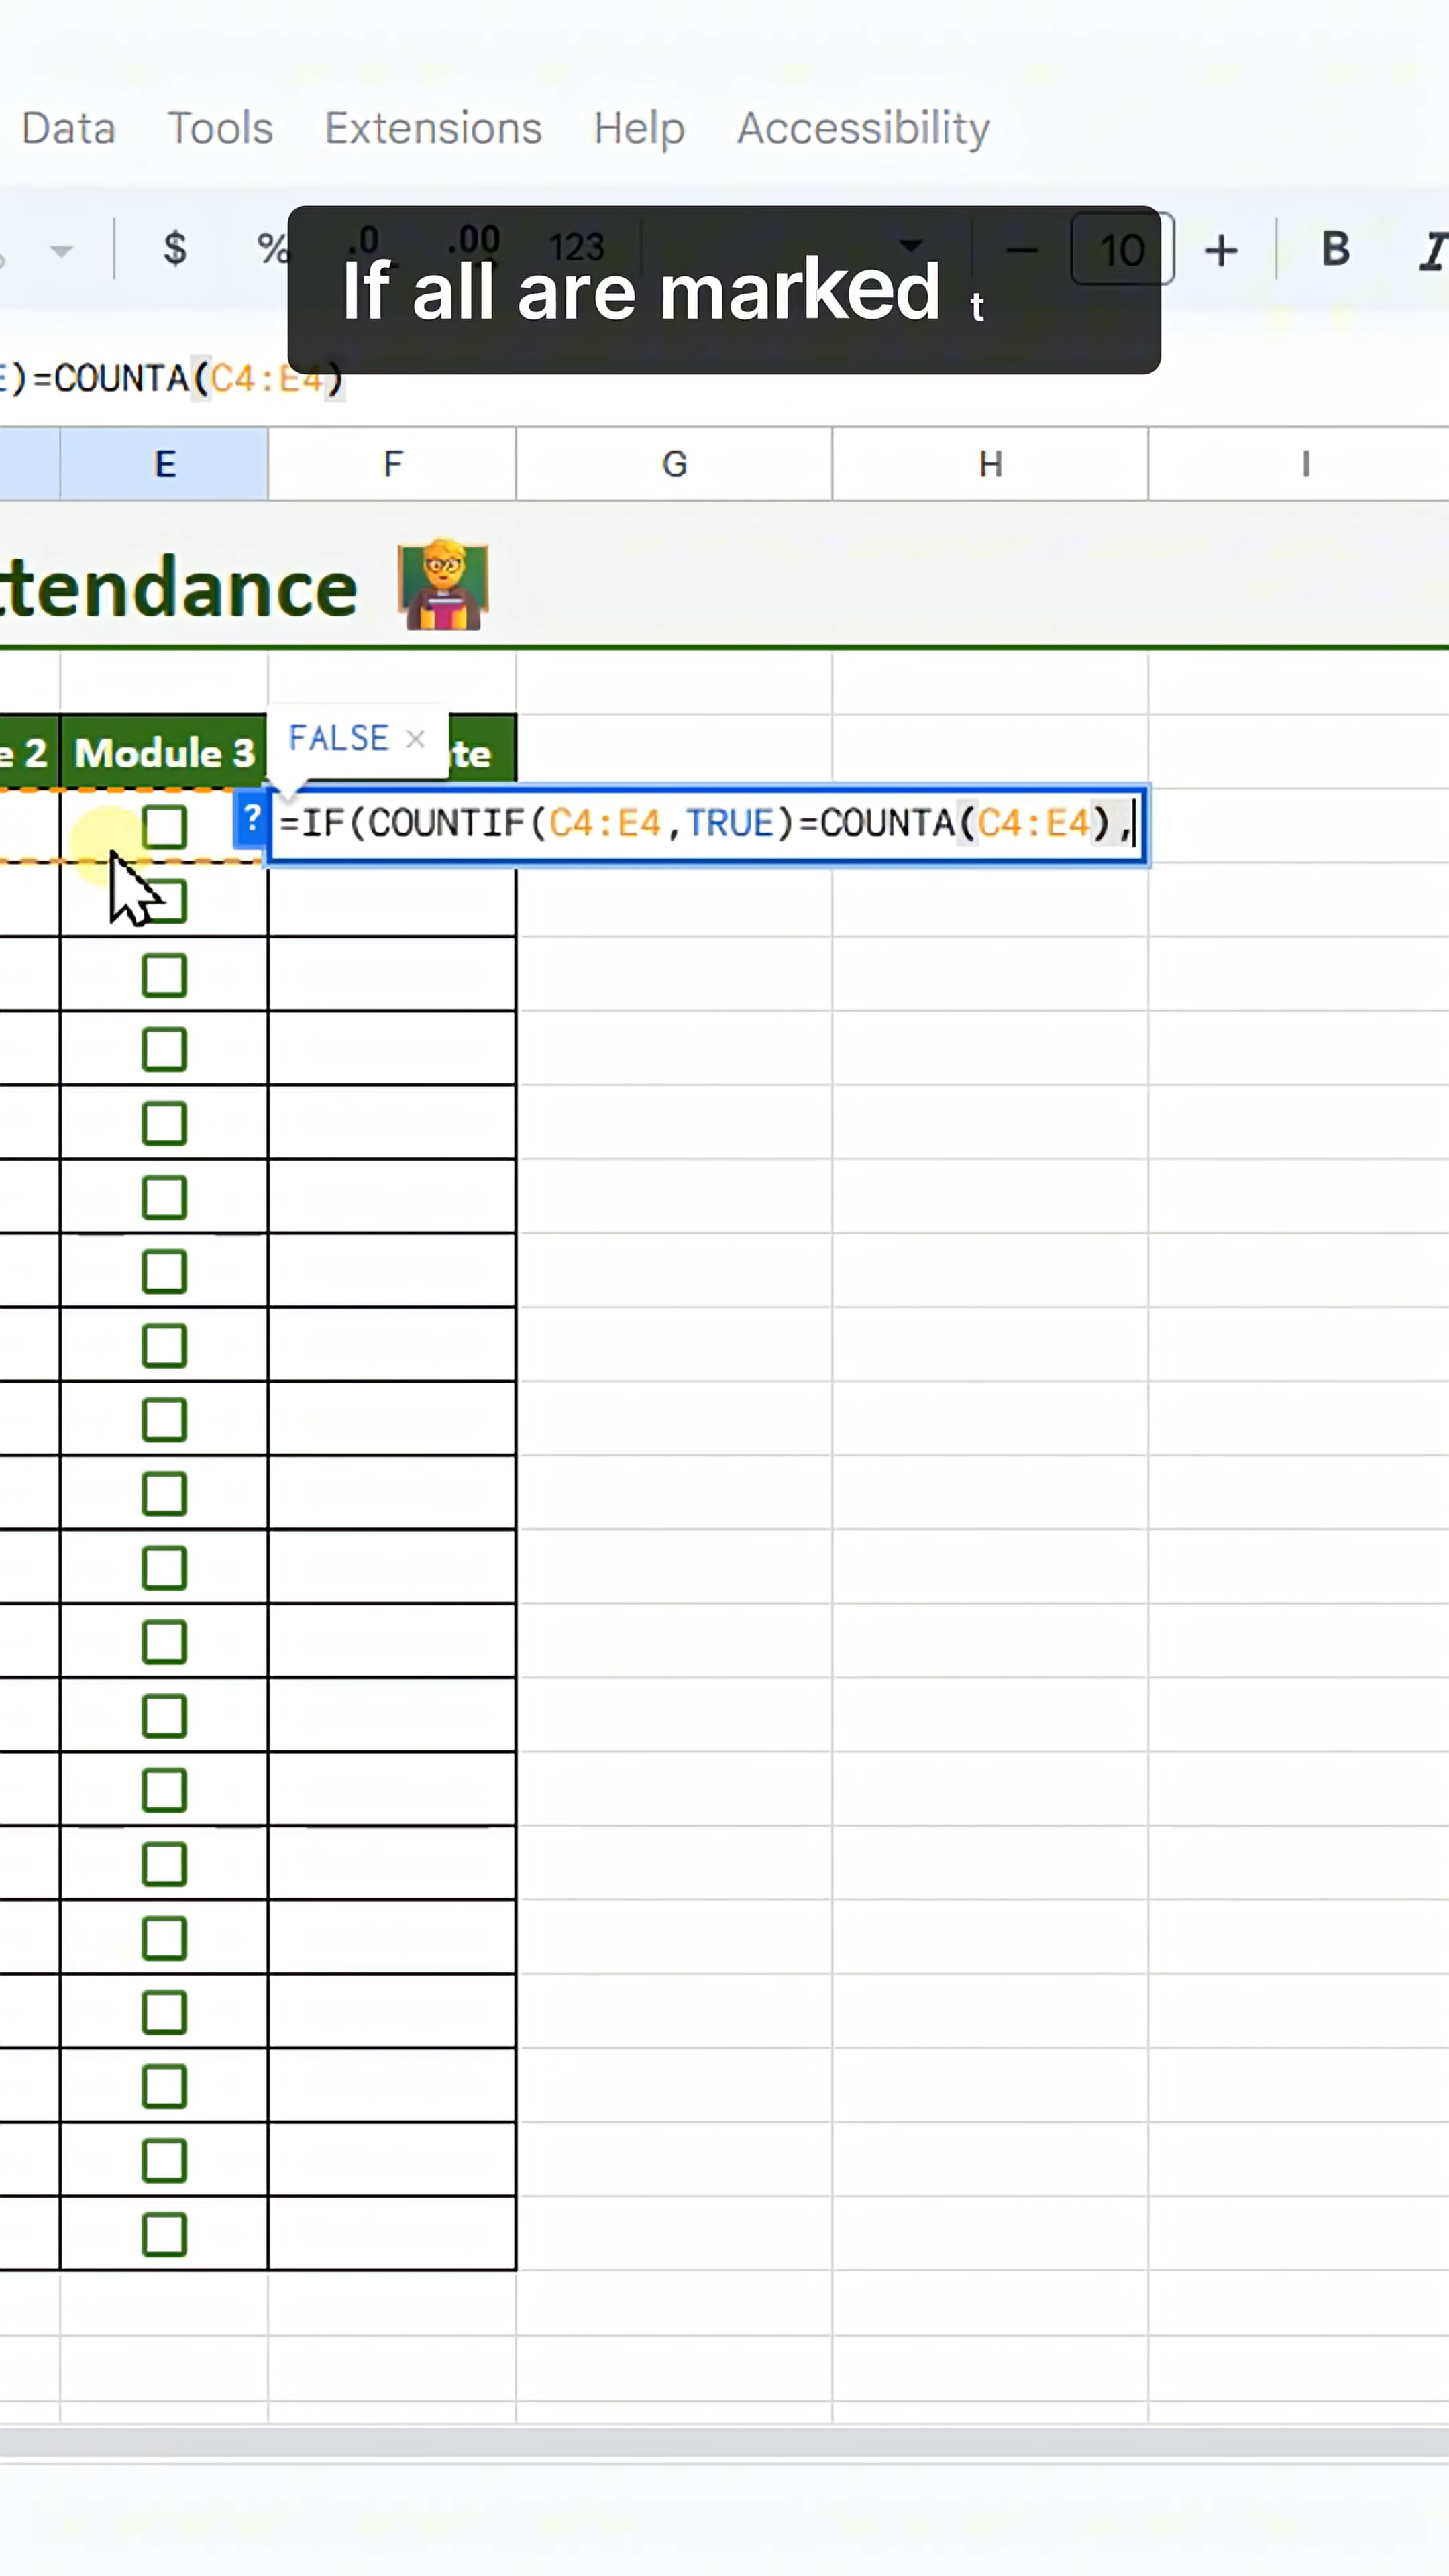 Data Tools Extensions Help Accessibility
$ % .0 .00 123 10 B I
If all are marked t
)=COUNTA(C4:E4)
E F G H I
ttendance
e 2 Module 3 te
FALSE ×
? =IF(COUNTIF(C4:E4,TRUE)=COUNTA(C4:E4),